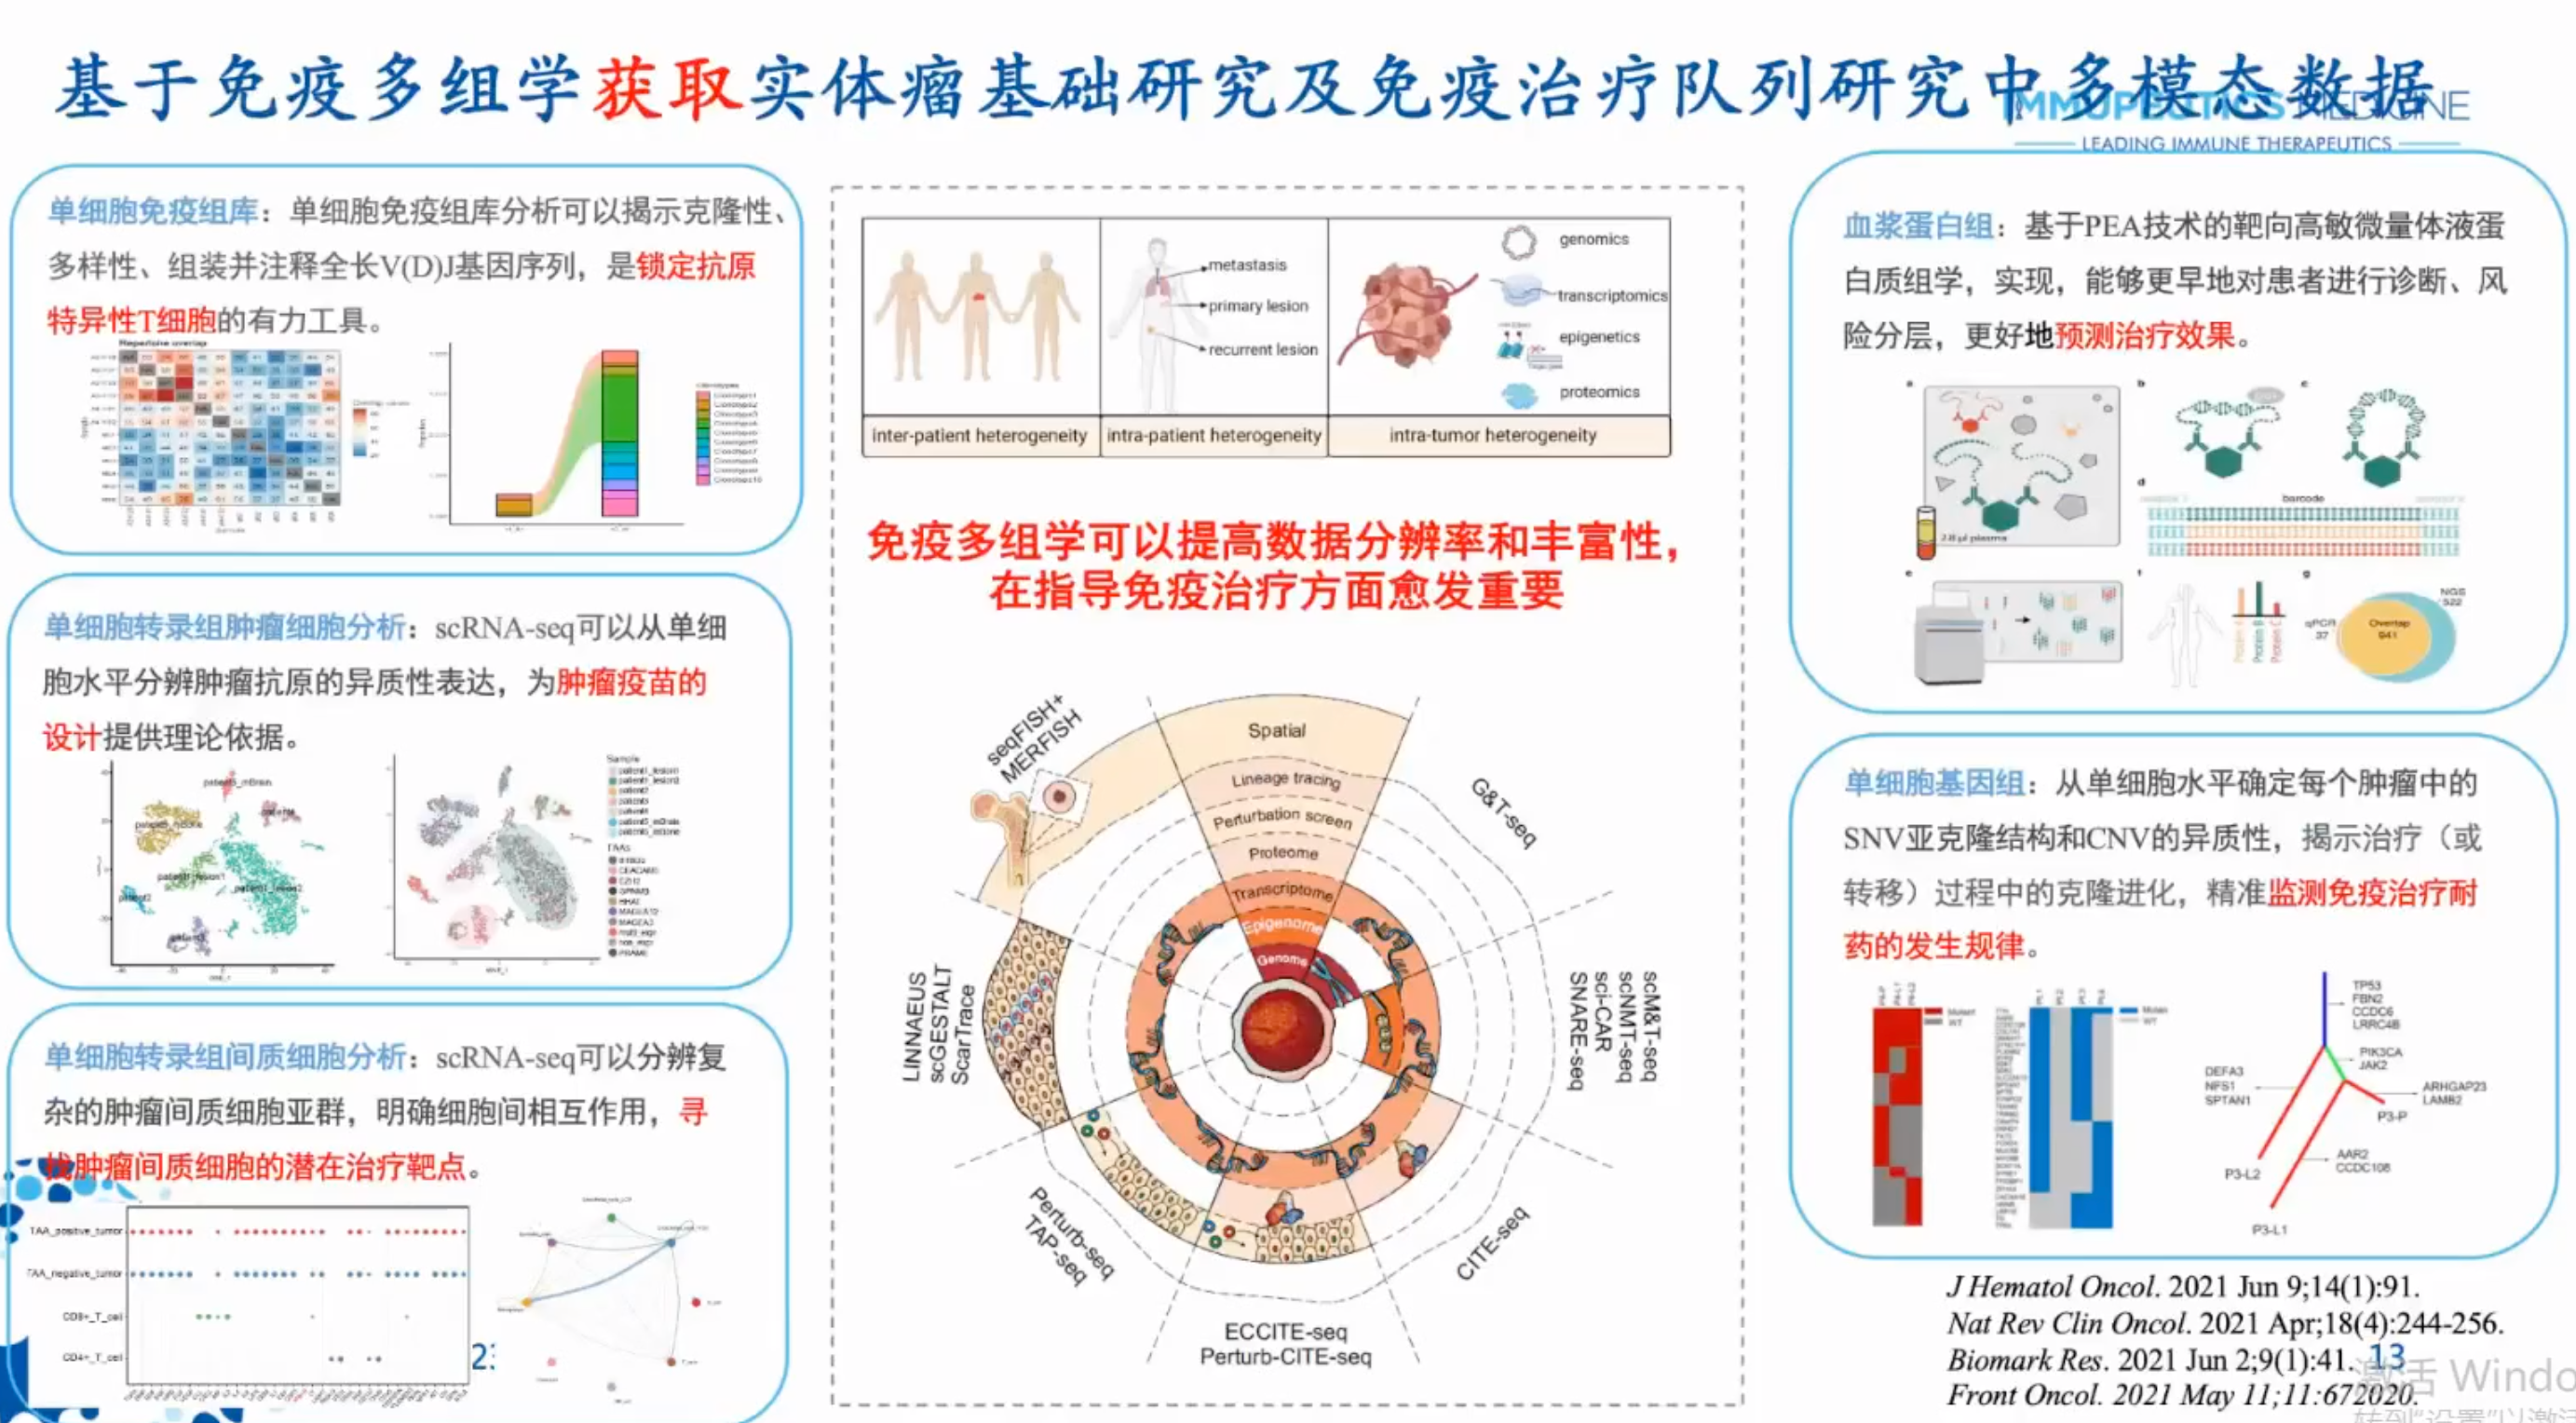 基于免疫多组学获取实体瘤基础研究及免疫治疗队列研究中多模态数据
IMMUPEUTICS MEDICINE
LEADING IMMUNE THERAPEUTICS
单细胞免疫组库：单细胞免疫组库分析可以揭示克隆性、
多样性、组装并注释全长V(D)J基因序列，是锁定抗原
特异性T细胞的有力工具。
Repertoire overlap
单细胞转录组肿瘤细胞分析：scRNA-seq可以从单细
胞水平分辨肿瘤抗原的异质性表达，为肿瘤疫苗的
设计提供理论依据。
Sample
TAAs
单细胞转录组间质细胞分析：scRNA-seq可以分辨复
杂的肿瘤间质细胞亚群，明确细胞间相互作用，寻
找肿瘤间质细胞的潜在治疗靶点。
TAA_positive_tumor
TAA_negative_tumor
CD8+_T_cell
CD4+_T_cell
metastasis
primary lesion
recurrent lesion
genomics
transcriptomics
epigenetics
proteomics
inter-patient heterogeneity
intra-patient heterogeneity
intra-tumor heterogeneity
免疫多组学可以提高数据分辨率和丰富性，
在指导免疫治疗方面愈发重要
seqFISH+
MERFISH
Spatial
Lineage tracing
Perturbation screen
Proteome
Transcriptome
Epigenome
Genome
G&T-seq
scM&T-seq
scNMT-seq
sci-CAR
SNARE-seq
CITE-seq
ECCITE-seq
Perturb-CITE-seq
Perturb-seq
TAP-seq
LINNAEUS
scGESTALT
ScarTrace
血浆蛋白组：基于PEA技术的靶向高敏微量体液蛋
白质组学，实现，能够更早地对患者进行诊断、风
险分层，更好地预测治疗效果。
a
b
c
d
barcode
2.8 µl plasma
e
f
g
Protein A
Protein B
Protein C
qPCR
37
Overlap
941
NGS
522
单细胞基因组：从单细胞水平确定每个肿瘤中的
SNV亚克隆结构和CNV的异质性，揭示治疗（或
转移）过程中的克隆进化，精准监测免疫治疗耐
药的发生规律。
Mutant
WT
TP53
FBN2
CCDC6
LRRC4B
PIK3CA
JAK2
DEFA3
NFS1
SPTAN1
ARHGAP23
LAMB2
P3-P
AAR2
CCDC108
P3-L2
P3-L1
J Hematol Oncol. 2021 Jun 9;14(1):91.
Nat Rev Clin Oncol. 2021 Apr;18(4):244-256.
Biomark Res. 2021 Jun 2;9(1):41.
Front Oncol. 2021 May 11;11:672020.
13
激活 Windo
转到"设置"以激活